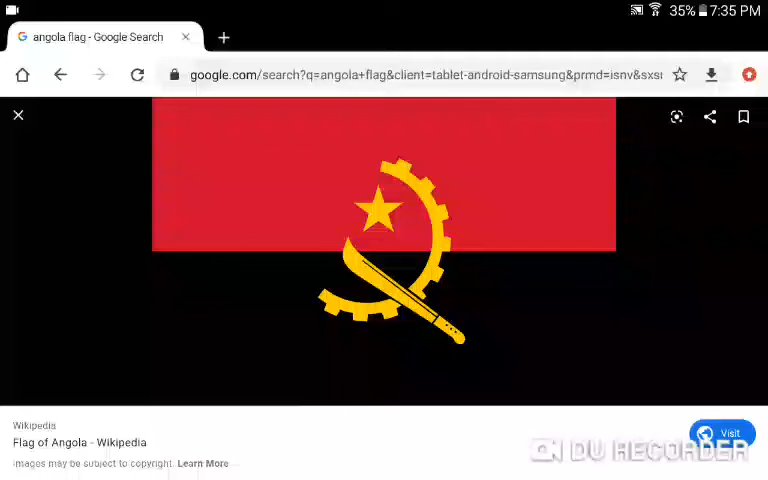 35% 7:35 PM
angola flag - Google Search
google.com/search?q=angola+flag&client=tablet-android-samsung&prmd=isnv&sxsr
Wikipedia
Flag of Angola - Wikipedia
Visit
Images may be subject to copyright. Learn More
DU RECORDER